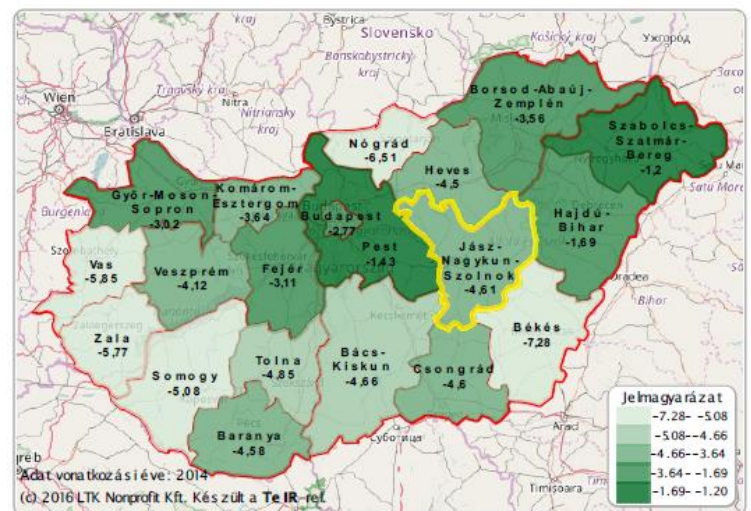 Bystrica
Slovensko
kraj
Banskobystrický
kraj
Košický kraj
Ужгород
Trnavský
kraj
Wien
Nitra
Nitriansky
kraj
Bratislava
Borsod-Abaúj-
Zemplén
-3,56
Szabolcs-
Szatmár-
Bereg
-1,2
Nógrád
-6,51
Heves
-4,5
Satu Mare
Győr-Moson-
Sopron
-3,02
Komárom-
Esztergom
-3,64
Budapest
-2,77
Hajdú-
Bihar
-1,69
Burgenland
Vas
-5,85
Veszprém
-4,12
Fejér
-3,11
Pest
-1,43
Jász-
Nagykun-
Szolnok
-4,61
Oradea
Bihor
Zala
-5,77
Somogy
-5,08
Tolna
-4,85
Bács-
Kiskun
-4,66
Csongrád
-4,6
Békés
-7,28
Baranya
-4,58
Суботица
Arad
Timișoara
Jelmagyarázat
-7.28--5.08
-5.08--4.66
-4.66--3.64
-3.64--1.69
-1.69--1.20
Adat vonatkozási éve: 2014
(c) 2016 LTK Nonprofit Kft. Készült a TeIR-ref.